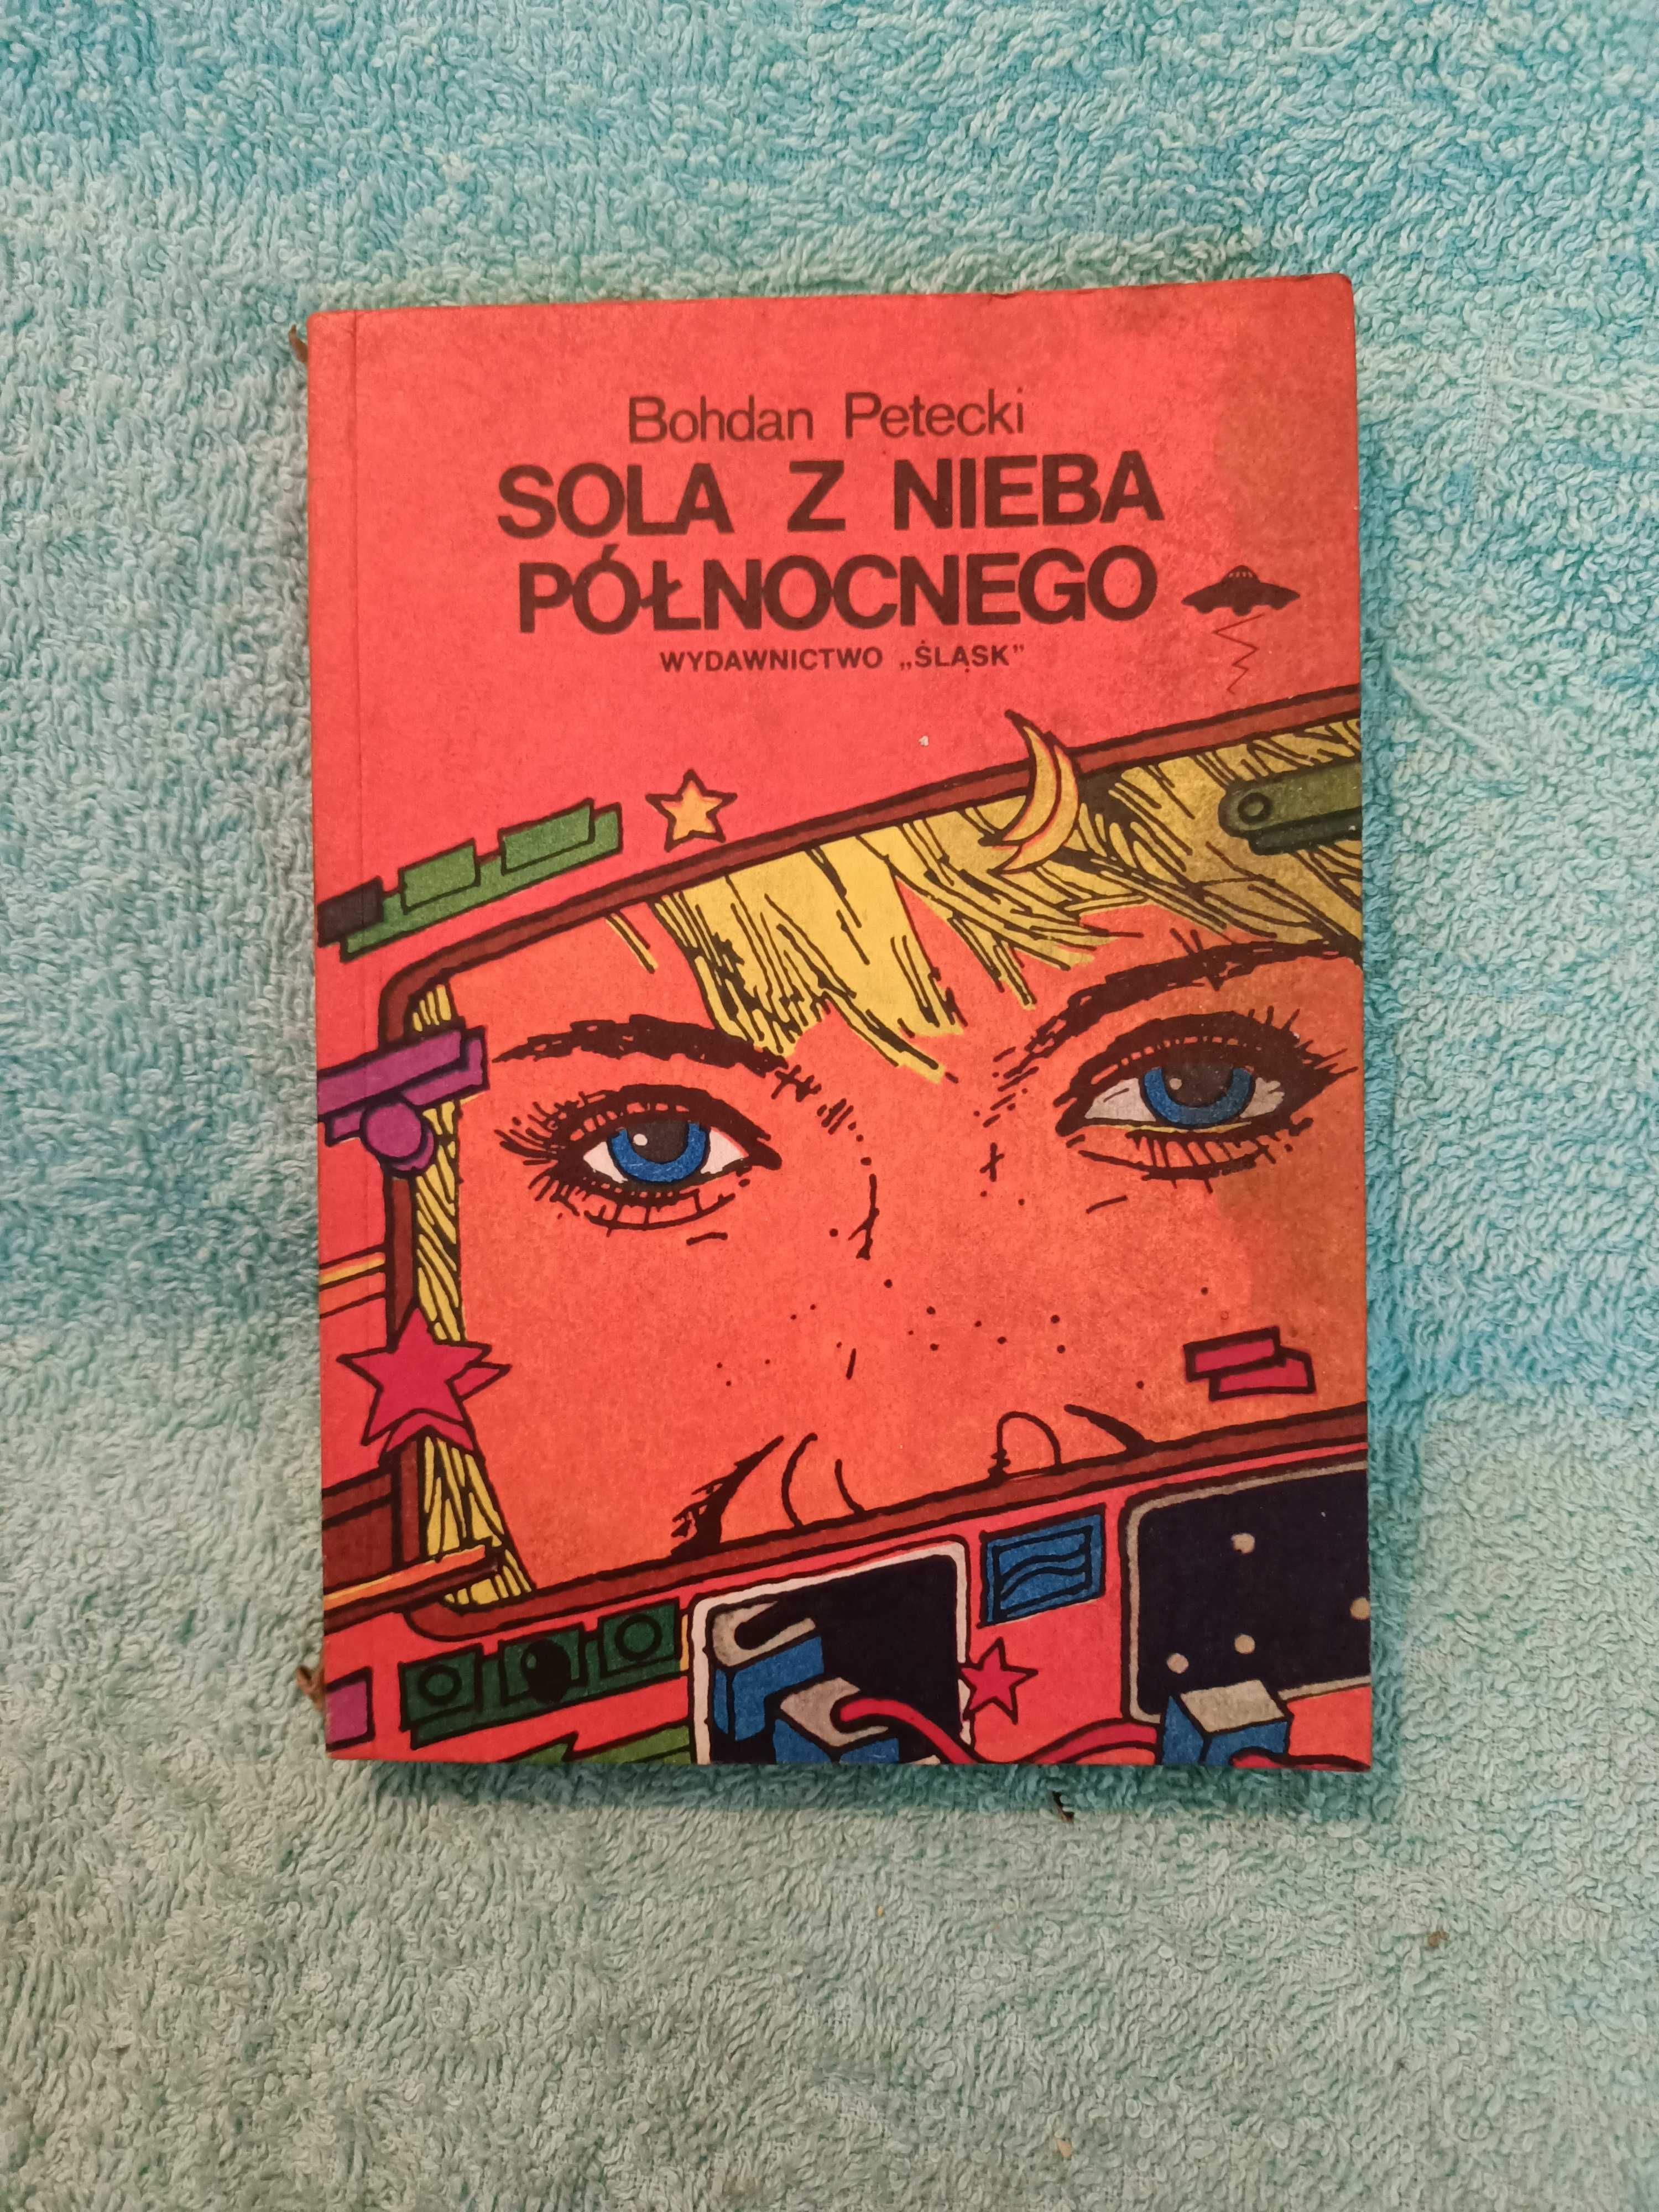 Bohdan Petecki
SOLA Z NIEBA
PÓŁNOCNEGO
WYDAWNICTWO „ŚLĄSK”